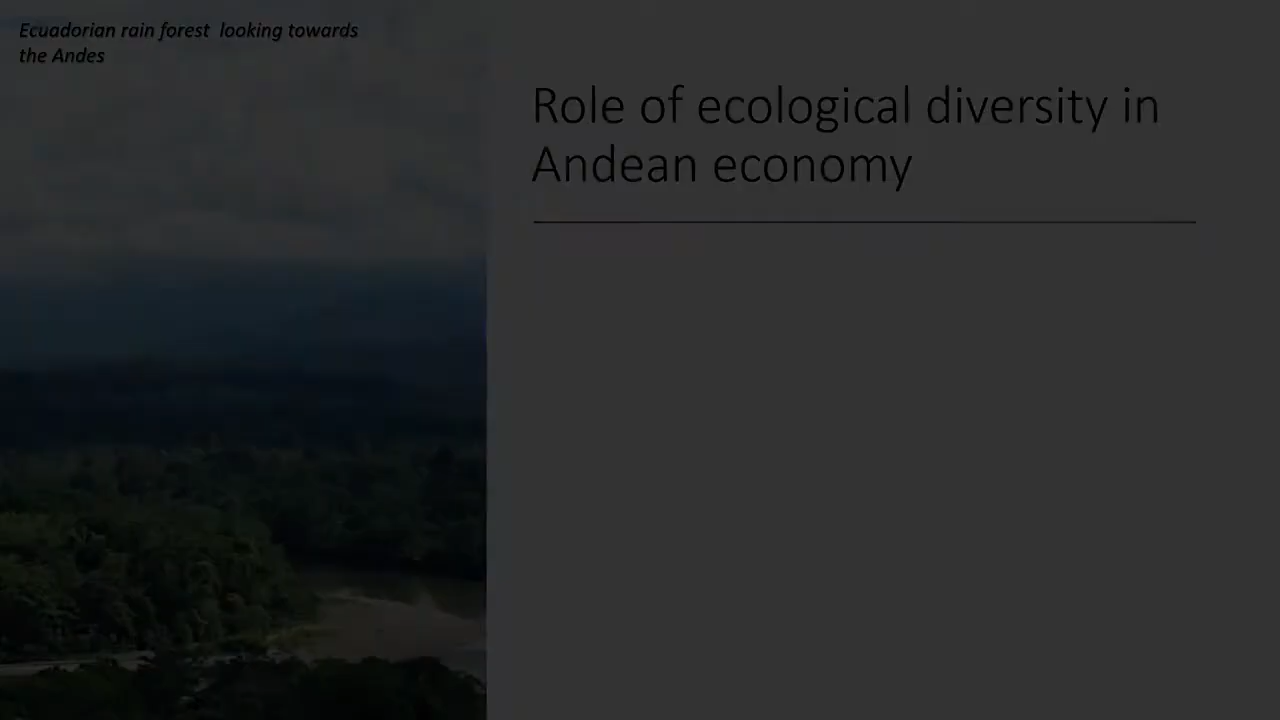 Ecuadorian rain forest looking towards
the Andes
Role of ecological diversity in
Andean economy